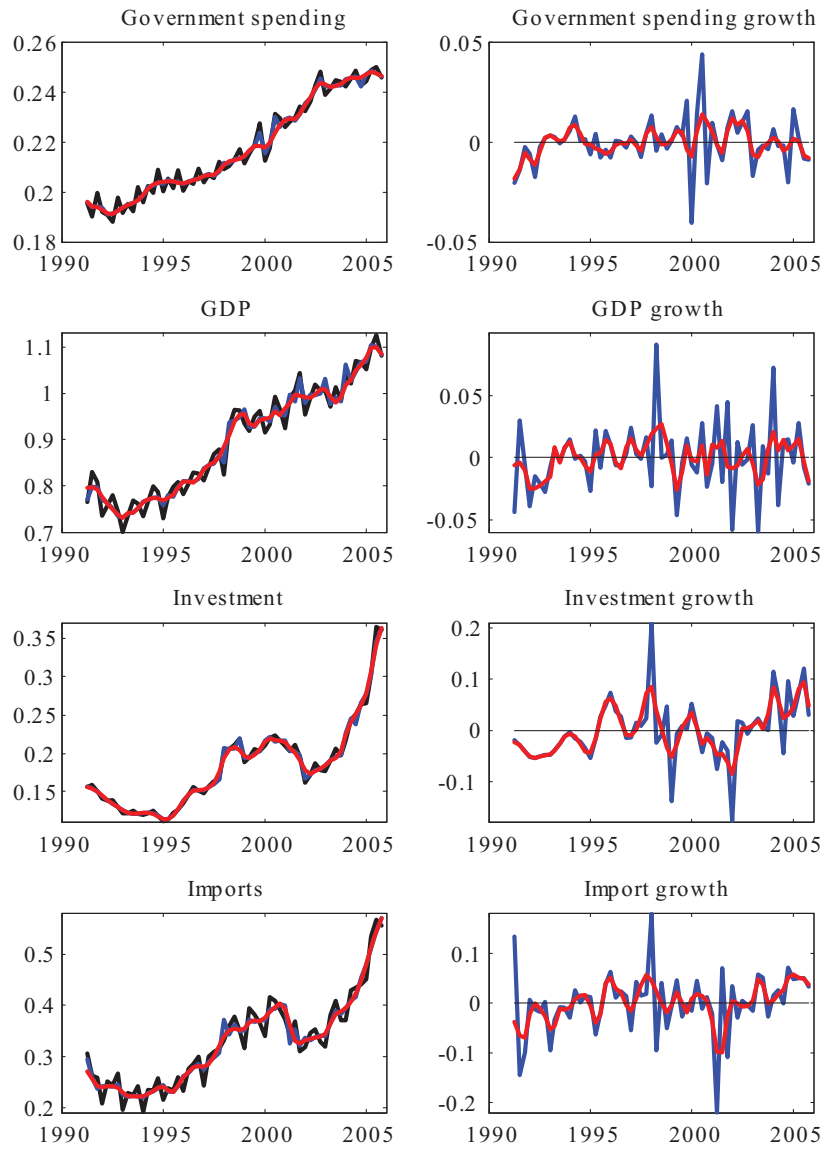 Government spending
0.26
0.24
0.22
0.2
0.18
1990 1995 2000 2005
Government spending growth
0.05
0
-0.05
1990 1995 2000 2005
GDP
1.1
1
0.9
0.8
0.7
1990 1995 2000 2005
GDP growth
0.05
0
-0.05
1990 1995 2000 2005
Investment
0.35
0.3
0.25
0.2
0.15
1990 1995 2000 2005
Investment growth
0.2
0.1
0
-0.1
1990 1995 2000 2005
Imports
0.5
0.4
0.3
0.2
1990 1995 2000 2005
Import growth
0.1
0
-0.1
-0.2
1990 1995 2000 2005